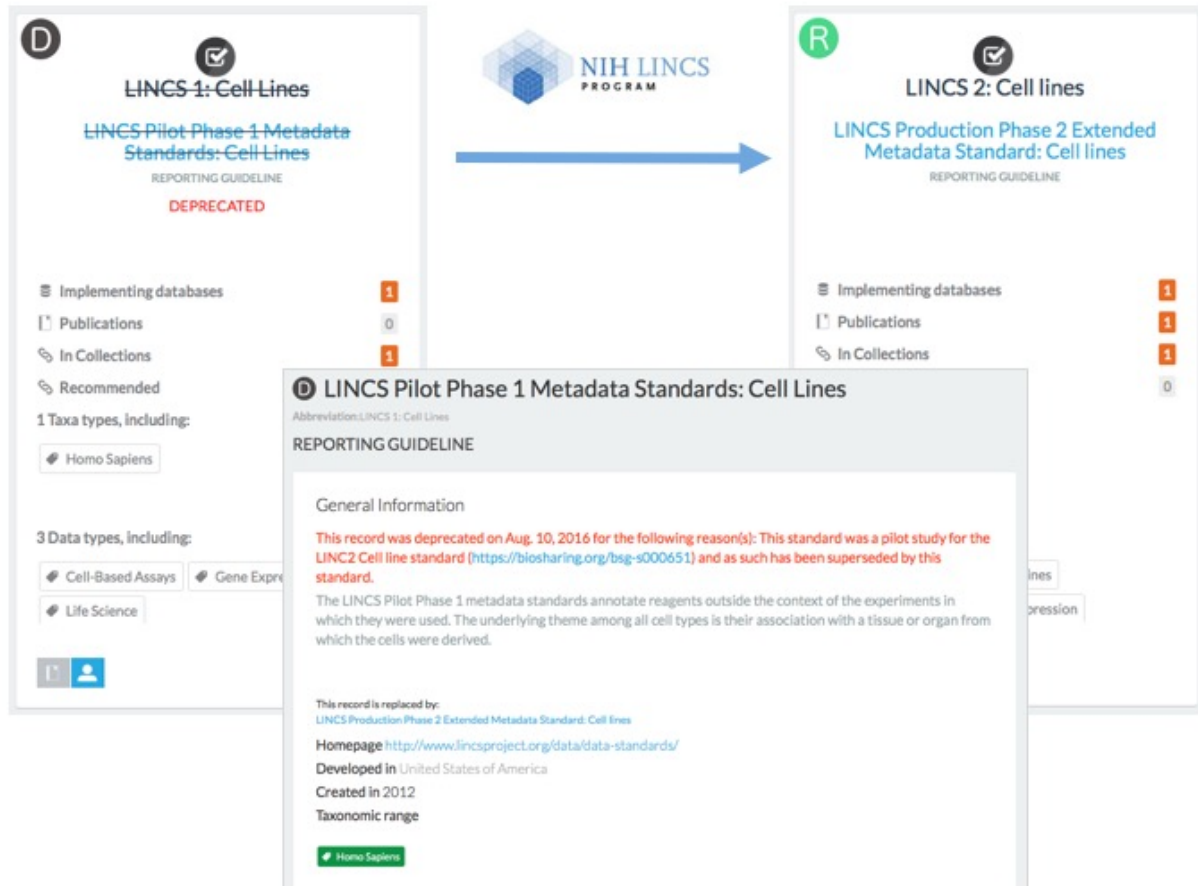 D
LINCS 1: Cell Lines
LINCS Pilot Phase 1 Metadata
Standards: Cell Lines
REPORTING GUIDELINE
DEPRECATED
Implementing databases 1
Publications 0
In Collections 1
Recommended
1 Taxa types, including:
Homo Sapiens
3 Data types, including:
Cell-Based Assays Gene Expre
Life Science
NIH LINCS
PROGRAM
R
LINCS 2: Cell lines
LINCS Production Phase 2 Extended
Metadata Standard: Cell lines
REPORTING GUIDELINE
Implementing databases 1
Publications 1
In Collections 1
0
ines
pression
D LINCS Pilot Phase 1 Metadata Standards: Cell Lines
Abbreviation:LINCS 1: Cell Lines
REPORTING GUIDELINE
General Information
This record was deprecated on Aug. 10, 2016 for the following reason(s): This standard was a pilot study for the
LINC2 Cell line standard (https://biosharing.org/bsg-s000651) and as such has been superseded by this
standard.
The LINCS Pilot Phase 1 metadata standards annotate reagents outside the context of the experiments in
which they were used. The underlying theme among all cell types is their association with a tissue or organ from
which the cells were derived.
This record is replaced by:
LINCS Production Phase 2 Extended Metadata Standard: Cell lines
Homepage http://www.lincsproject.org/data/data-standards/
Developed in United States of America
Created in 2012
Taxonomic range
Homo Sapiens